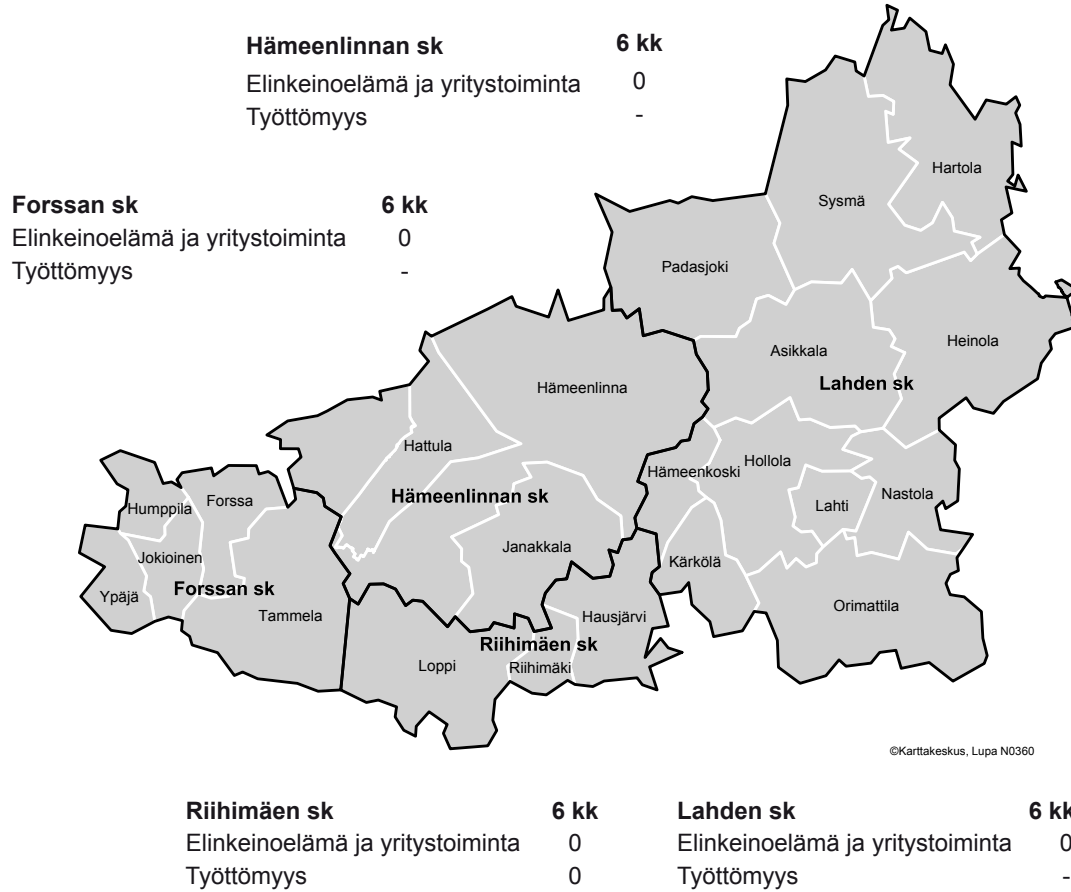 Hämeenlinnan sk 6 kk
Elinkeinoelämä ja yritystoiminta 0
Työttömyys -
Forssan sk 6 kk
Elinkeinoelämä ja yritystoiminta 0
Työttömyys -
Hartola
Sysmä
Padasjoki
Heinola
Asikkala
Lahden sk
Hämeenlinna
Hattula
Hämeenkoski
Hollola
Nastola
Lahti
Hämeenlinnan sk
Forssa
Humppila
Janakkala
Jokioinen
Kärkölä
Forssan sk
Ypäjä
Tammela
Hausjärvi
Orimattila
Riihimäen sk
Loppi
Riihimäki
©Karttakeskus, Lupa N0360
Riihimäen sk 6 kk
Elinkeinoelämä ja yritystoiminta 0
Työttömyys 0
Lahden sk 6 kk
Elinkeinoelämä ja yritystoiminta 0
Työttömyys -